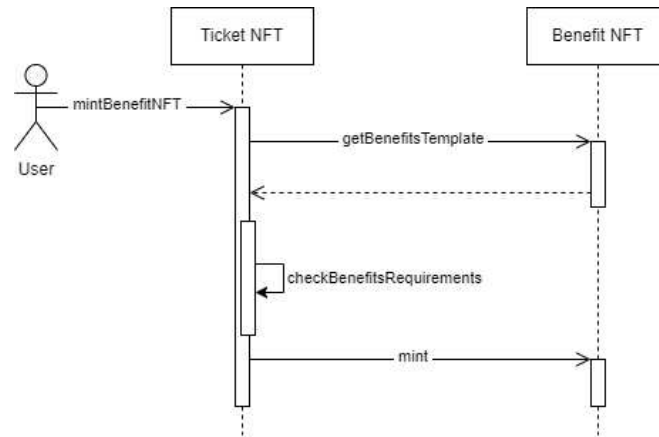 Ticket NFT
Benefit NFT
mintBenefitNFT
getBenefitsTemplate
User
checkBenefitsRequirements
mint